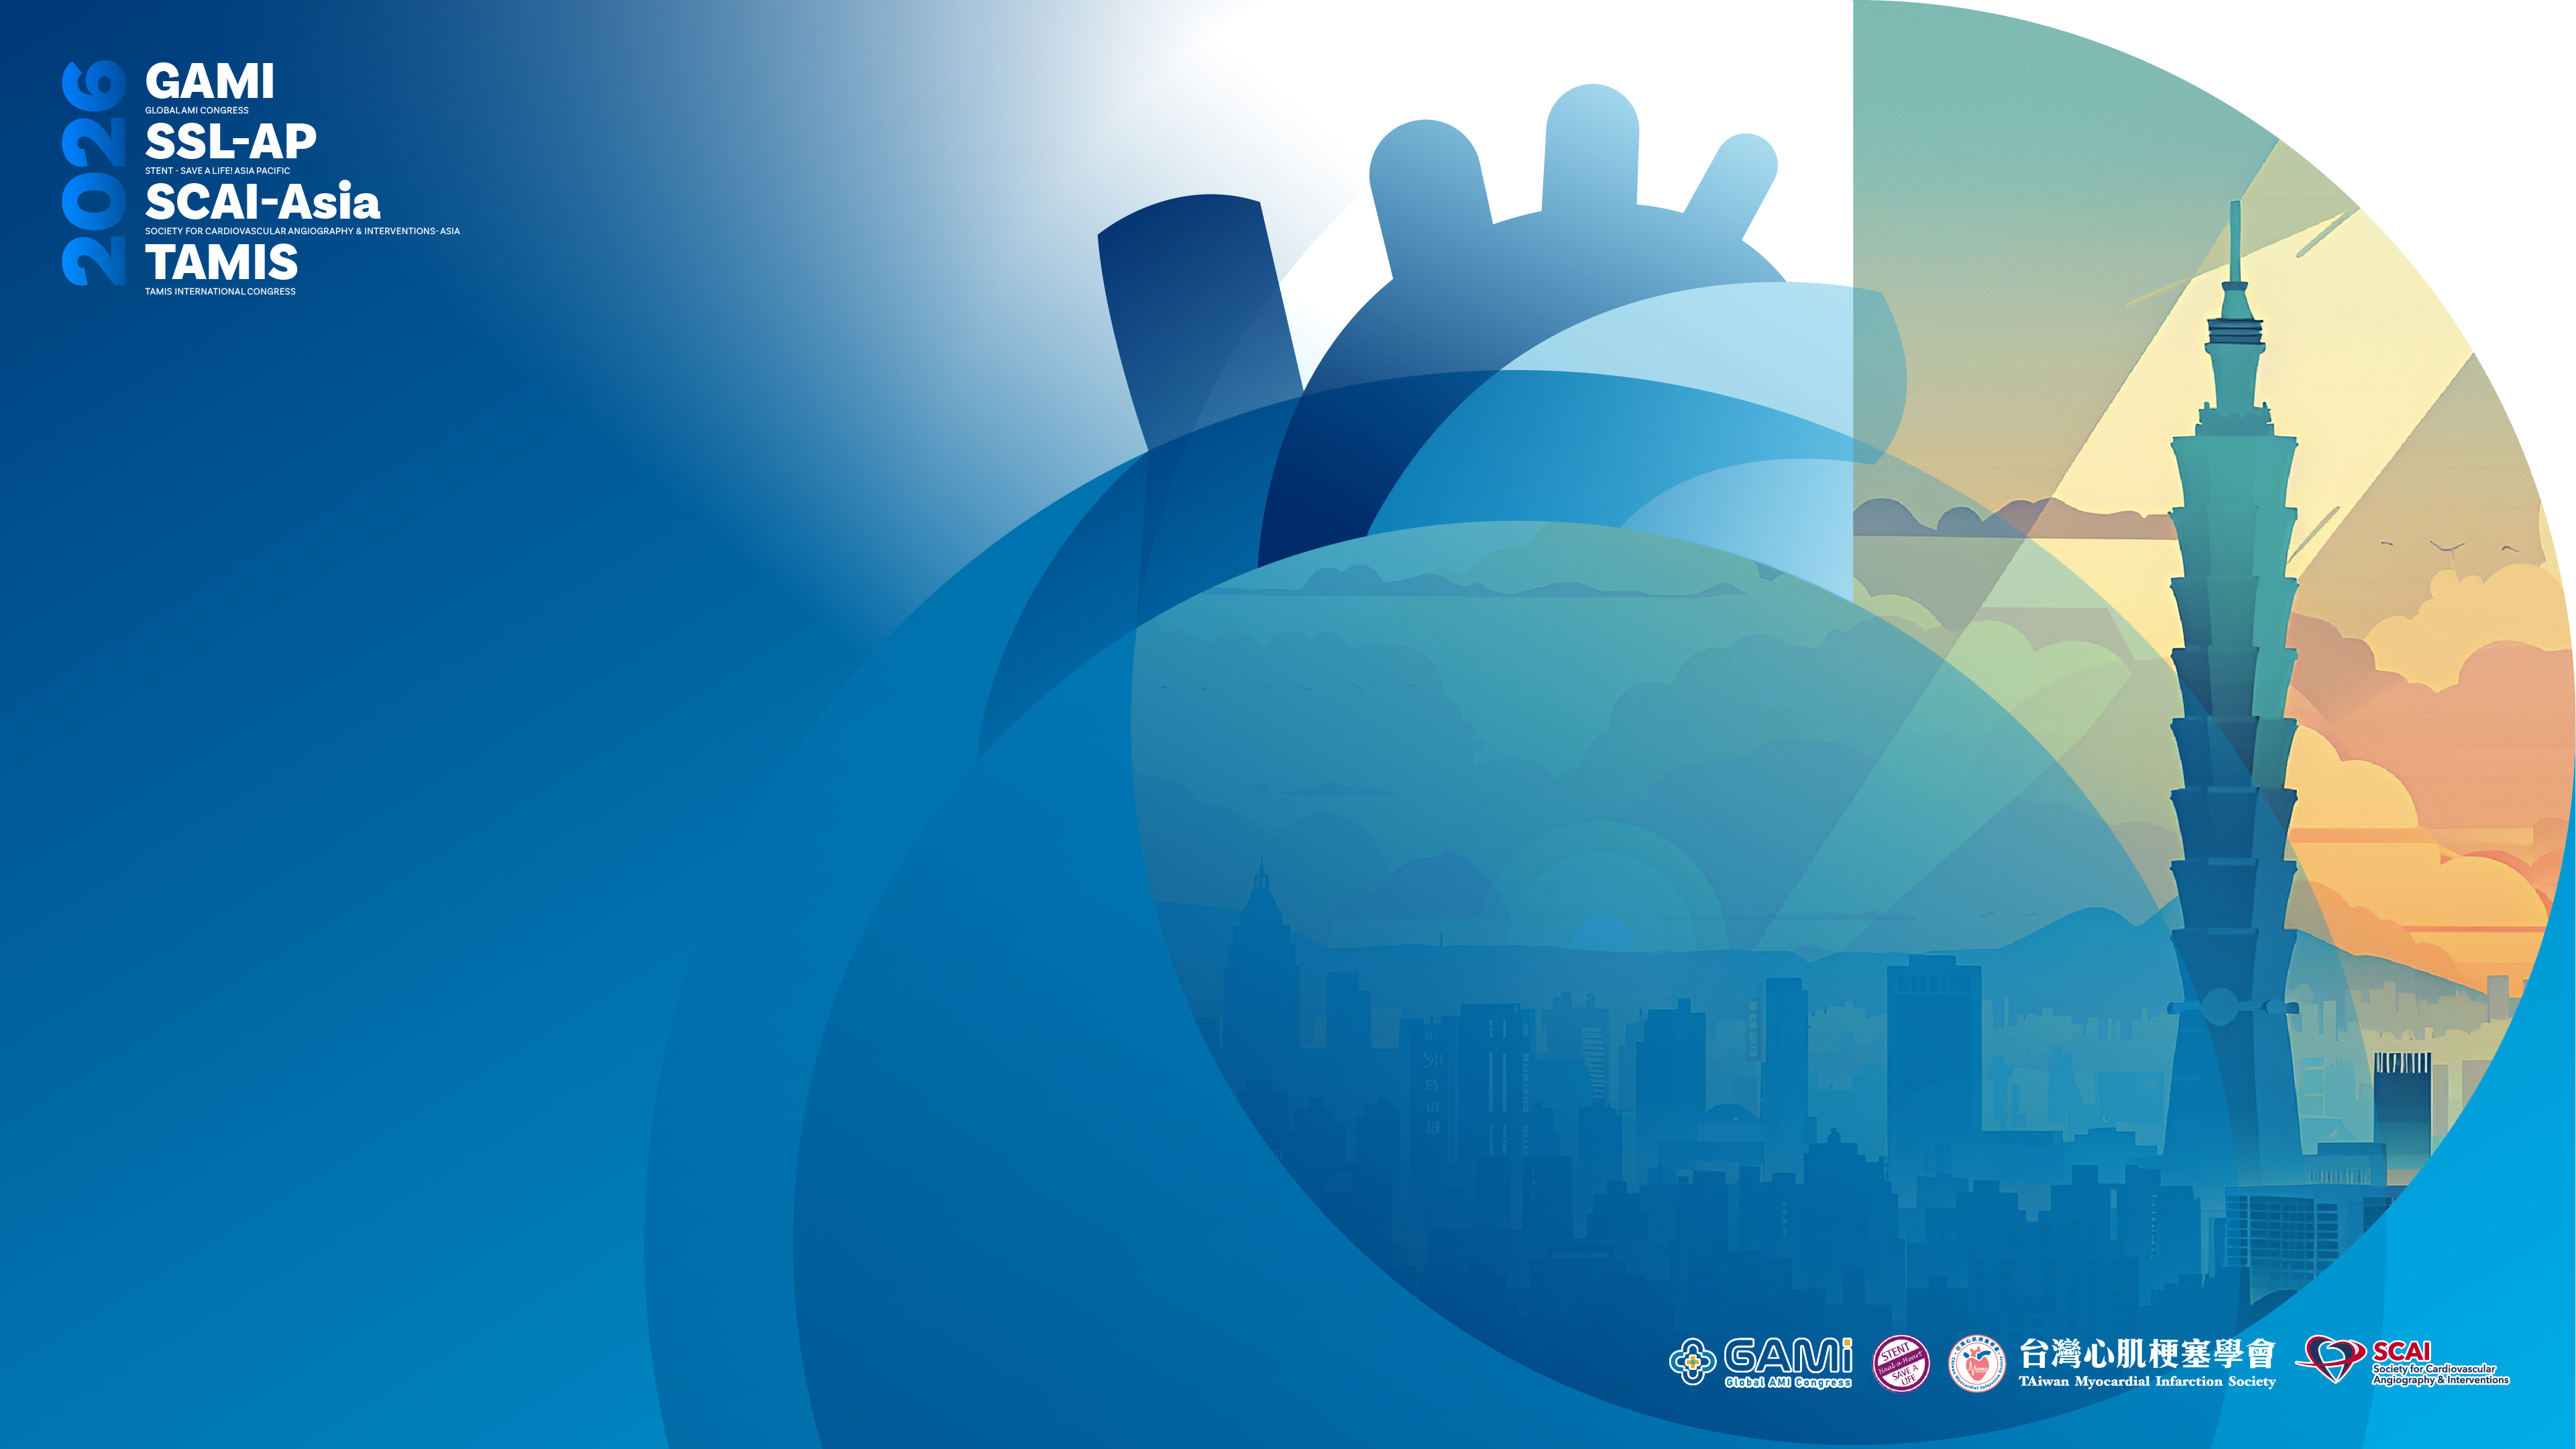 2026
GAMI
GLOBAL AMI CONGRESS
SSL-AP
STENT - SAVE A LIFE! ASIA PACIFIC
SCAI-Asia
SOCIETY FOR CARDIOVASCULAR ANGIOGRAPHY & INTERVENTIONS- ASIA
TAMIS
TAMIS INTERNATIONAL CONGRESS
GAMi
Global AMI Congress
STENT
Heal-a-Heart
SAVE A
LIFE
台灣心肌梗塞學會
TAiwan Myocardial Infarction Society
SCAI
Society for Cardiovascular
Angiography & Interventions